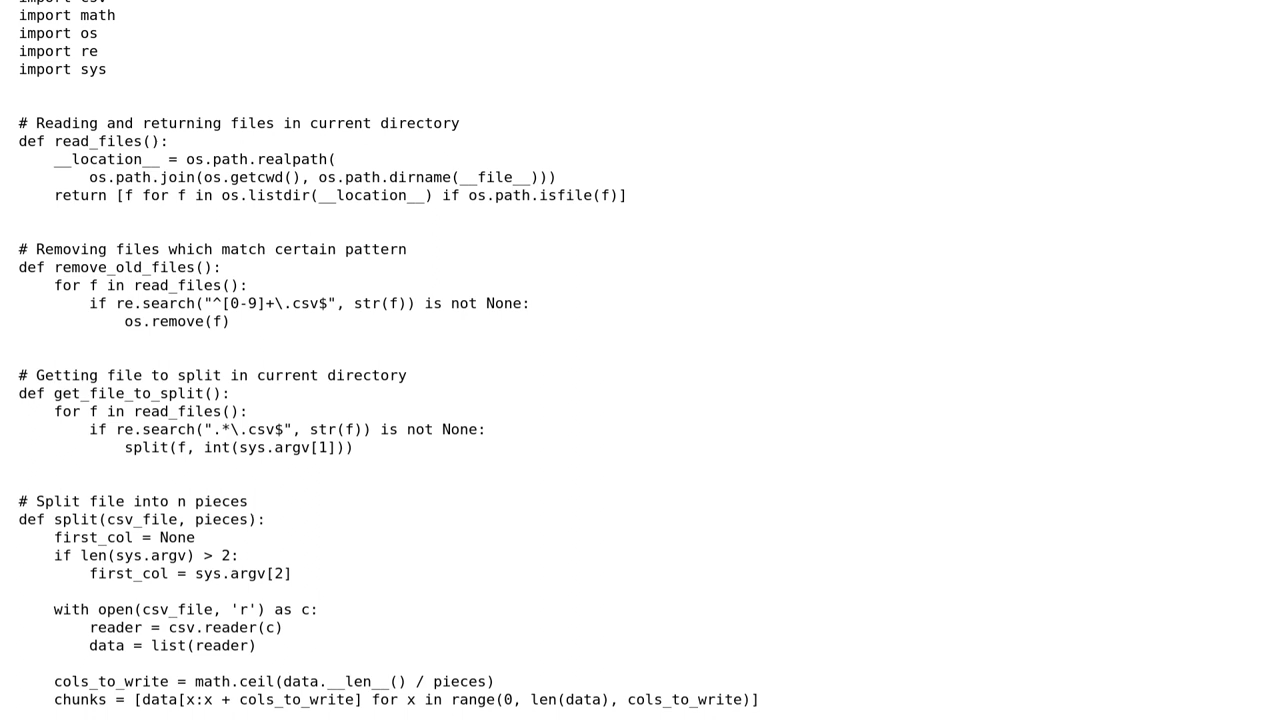 import csv
import math
import os
import re
import sys


# Reading and returning files in current directory
def read_files():
    __location__ = os.path.realpath(
        os.path.join(os.getcwd(), os.path.dirname(__file__)))
    return [f for f in os.listdir(__location__) if os.path.isfile(f)]


# Removing files which match certain pattern
def remove_old_files():
    for f in read_files():
        if re.search("^[0-9]+\.csv$", str(f)) is not None:
            os.remove(f)


# Getting file to split in current directory
def get_file_to_split():
    for f in read_files():
        if re.search(".*\.csv$", str(f)) is not None:
            split(f, int(sys.argv[1]))


# Split file into n pieces
def split(csv_file, pieces):
    first_col = None
    if len(sys.argv) > 2:
        first_col = sys.argv[2]

    with open(csv_file, 'r') as c:
        reader = csv.reader(c)
        data = list(reader)

    cols_to_write = math.ceil(data.__len__() / pieces)
    chunks = [data[x:x + cols_to_write] for x in range(0, len(data), cols_to_write)]